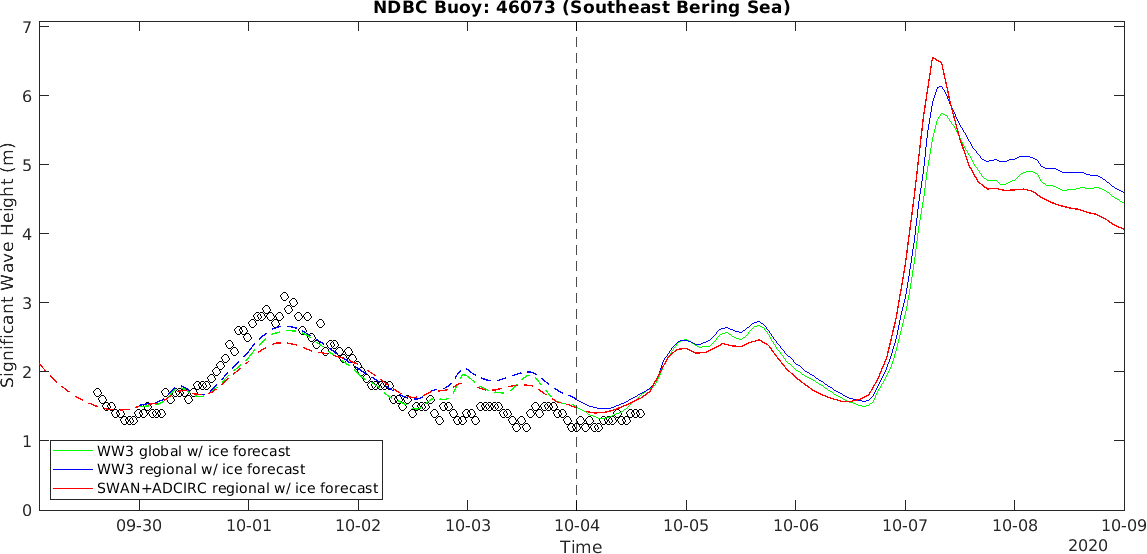 NDBC Buoy: 46073 (Southeast Bering Sea)
7
6
5
4
3
2
1
0
Significant Wave Height (m)
WW3 global w/ ice forecast
WW3 regional w/ ice forecast
SWAN+ADCIRC regional w/ ice forecast
09-30 10-01 10-02 10-03 10-04 10-05 10-06 10-07 10-08 10-09
Time
2020